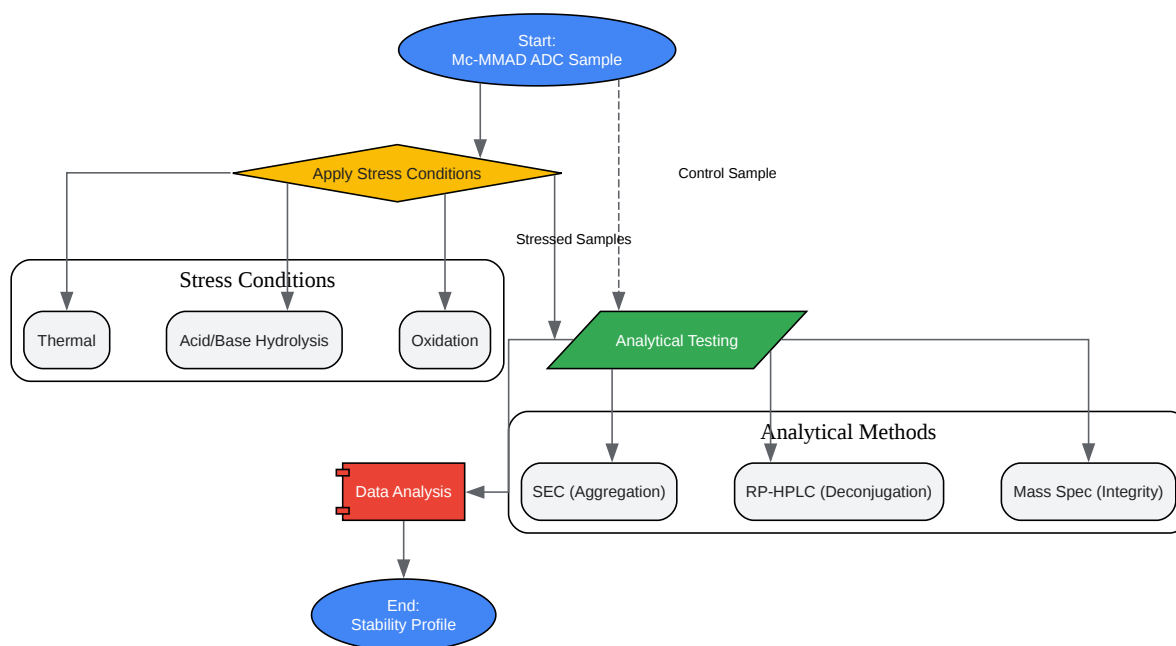 Start:
Mc-MMAD ADC Sample
Apply Stress Conditions
Control Sample
Stressed Samples
Stress Conditions
Thermal
Acid/Base Hydrolysis
Oxidation
Analytical Testing
Analytical Methods
SEC (Aggregation)
RP-HPLC (Deconjugation)
Mass Spec (Integrity)
Data Analysis
End:
Stability Profile